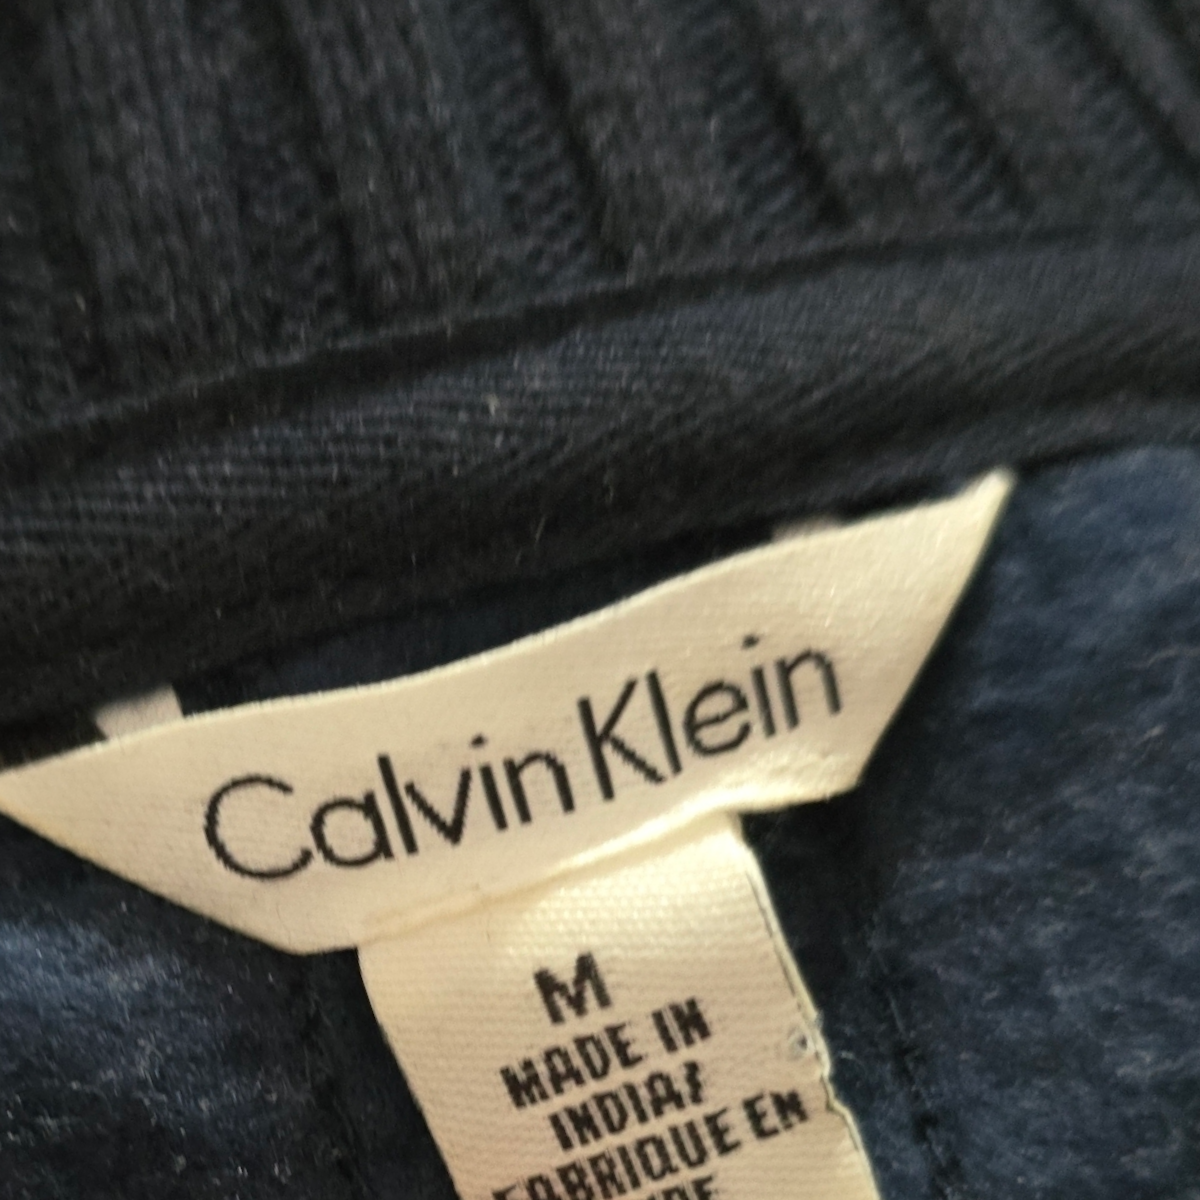 Calvin Klein
M
MADE IN
INDIA/
FABRIQUE EN